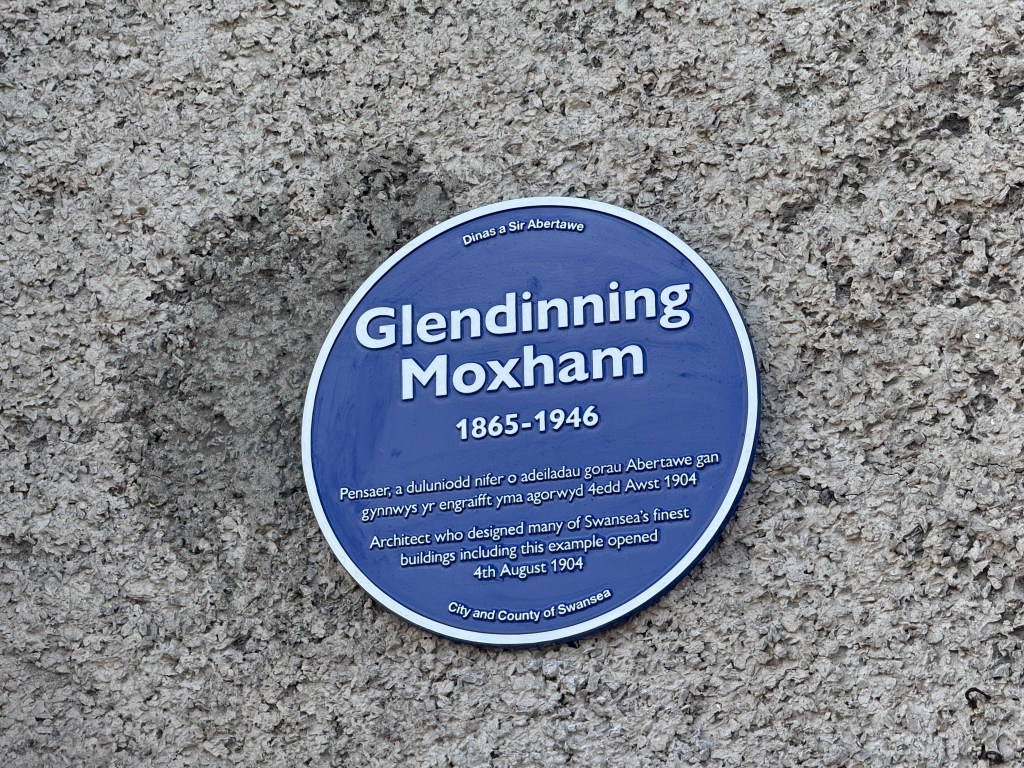 Dinas a Sir Abertawe
Glendinning
Moxham
1865-1946
Pensaer, a duluniodd nifer o adeiladau gorau Abertawe gan
gynnwys yr engraifft yma agorwyd 4edd Awst 1904
Architect who designed many of Swansea's finest
buildings including this example opened
4th August 1904
City and County of Swansea